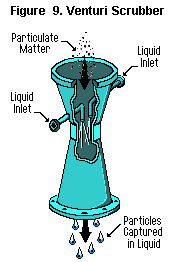 Figure 9. Venturi Scrubber
Particulate
Matter
Liquid
Inlet
Liquid
Inlet
Particles
Captured
in Liquid